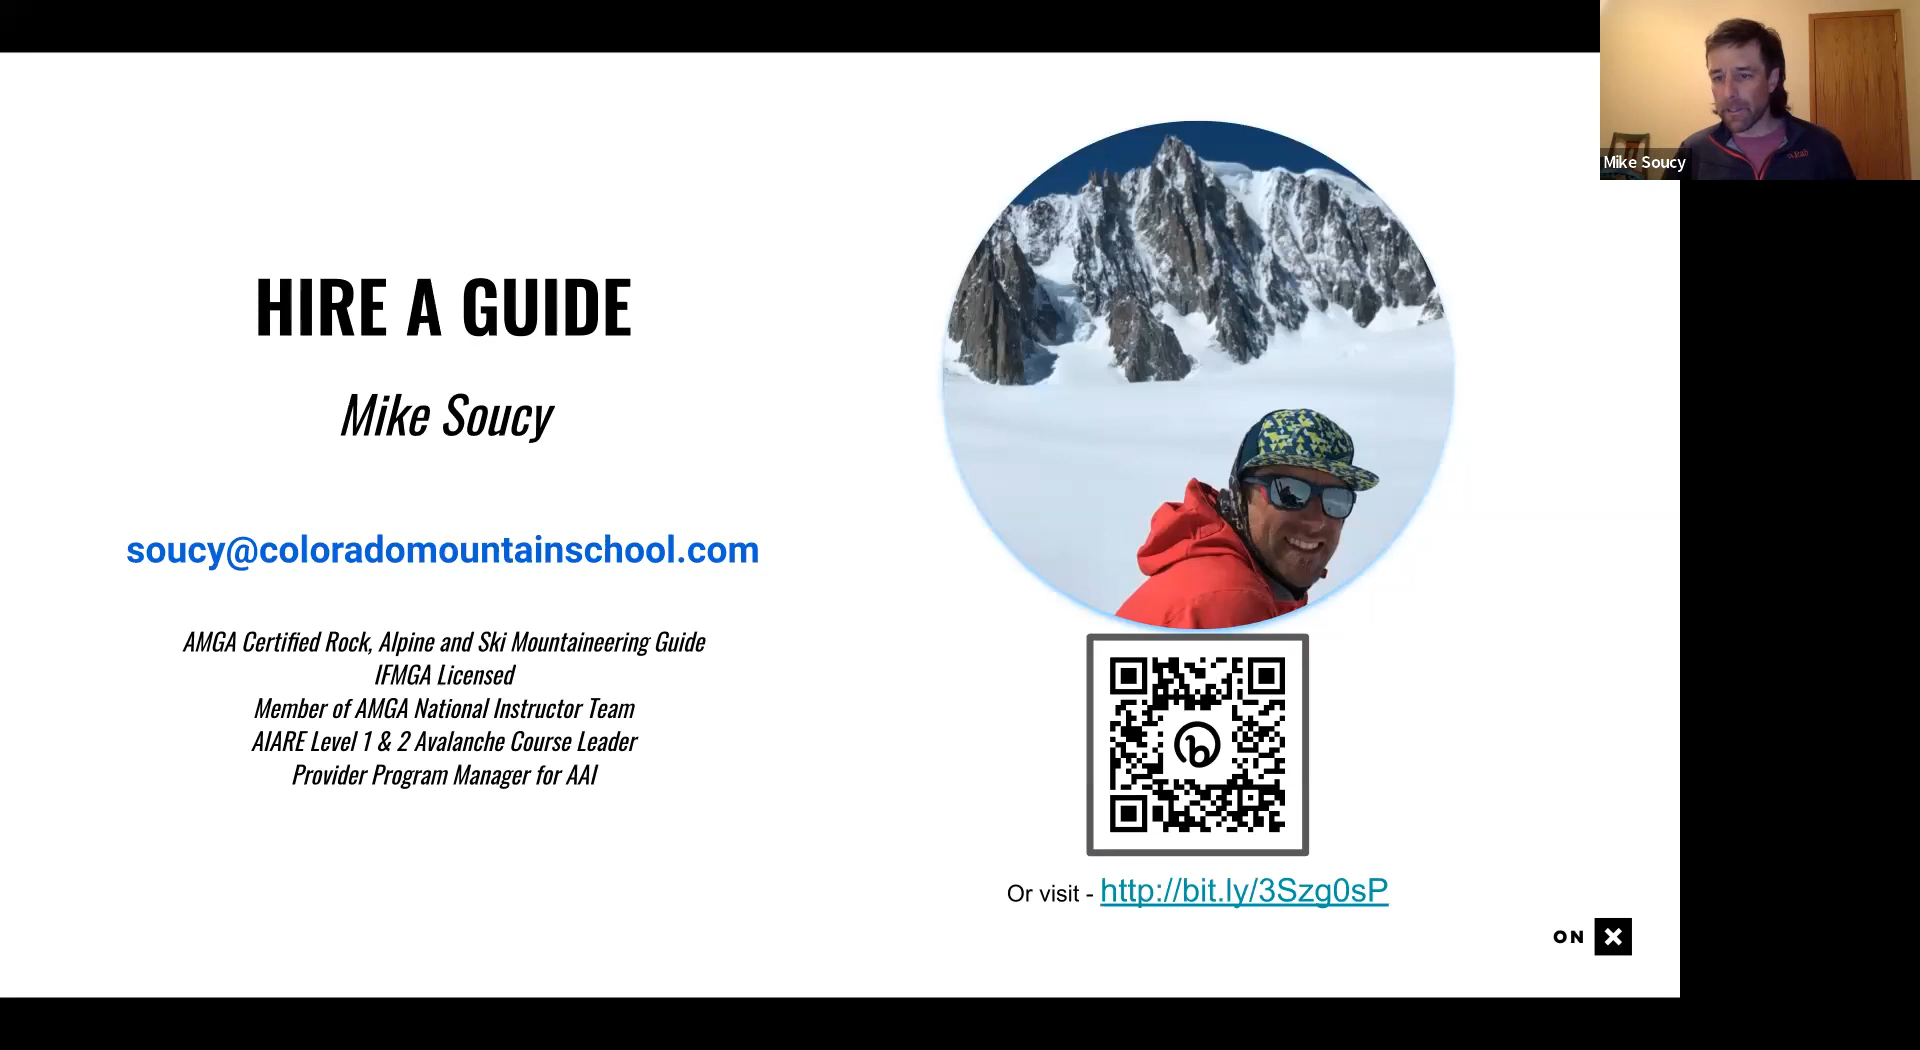 HIRE A GUIDE
Mike Soucy
soucy@coloradomountainschool.com
AMGA Certified Rock, Alpine and Ski Mountaineering Guide
IFMGA Licensed
Member of AMGA National Instructor Team
AIARE Level 1 & 2 Avalanche Course Leader
Provider Program Manager for AAI
Or visit - http://bit.ly/3Szg0sP
ON X
Mike Soucy
Rab